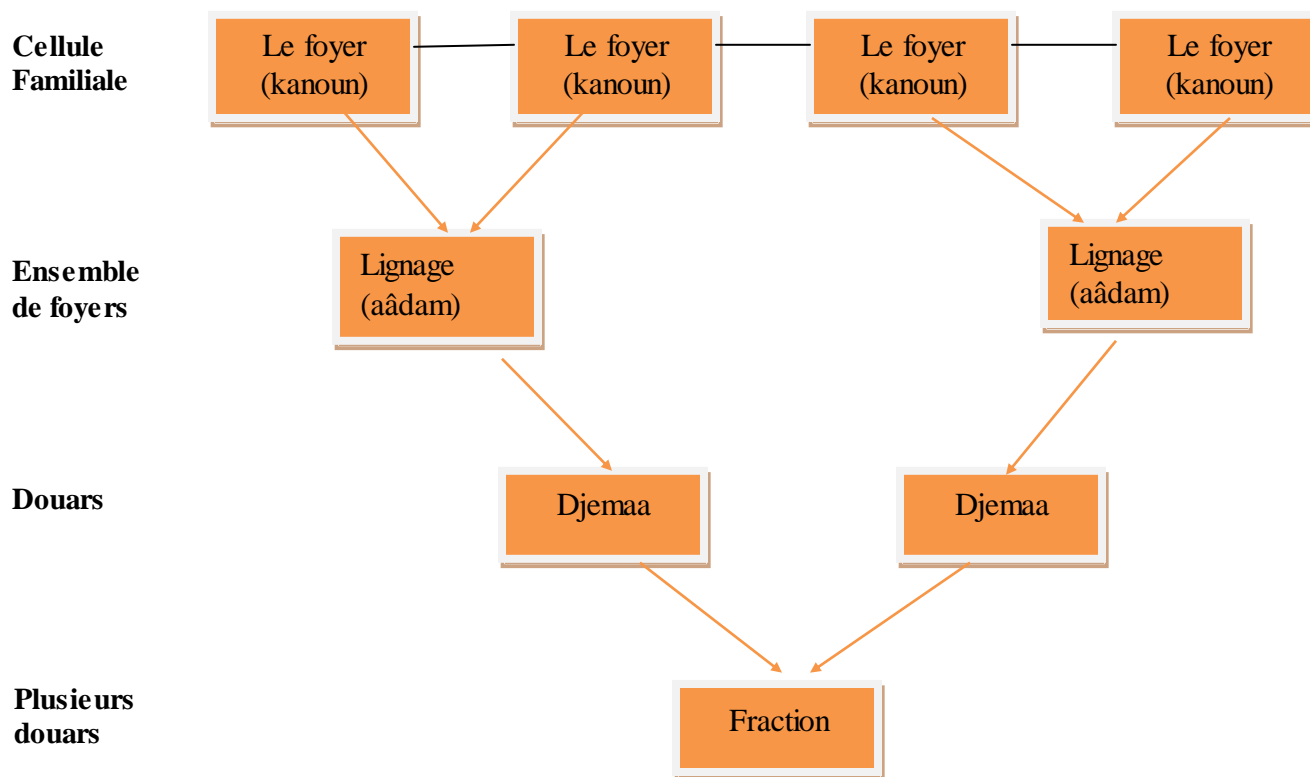 Cellule
Familiale
Le foyer
(kanoun)
Le foyer
(kanoun)
Le foyer
(kanoun)
Le foyer
(kanoun)
Ensemble
de foyers
Lignage
(aâdam)
Lignage
(aâdam)
Douars
Djemaa
Djemaa
Plusieurs
douars
Fraction